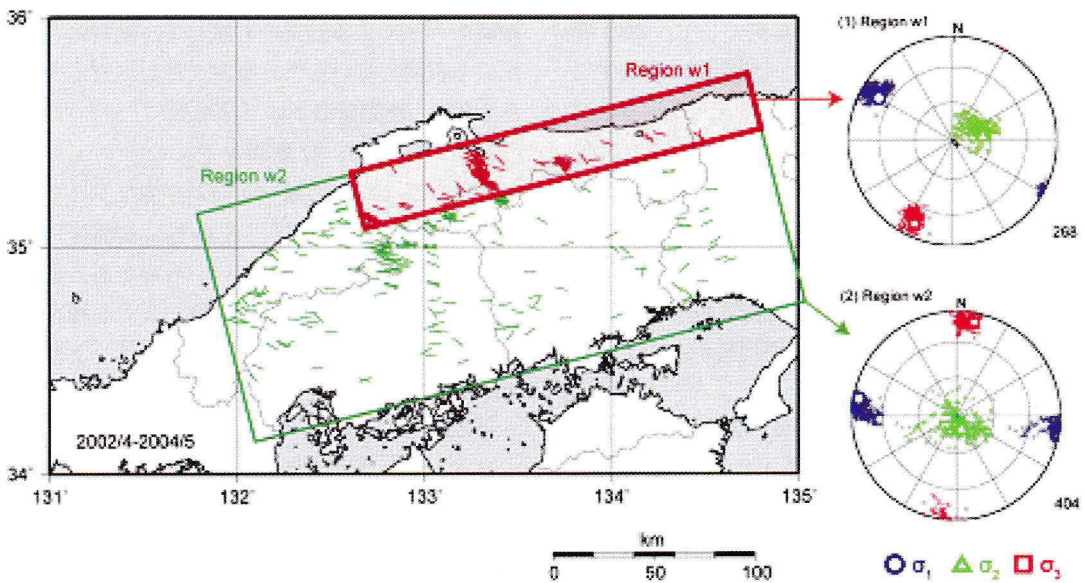 36°
35°
34°
131°
132°
133°
134°
135°
Region w1
Region w2
2002/4-2004/5
km
0
50
100
(1) Region w1
N
268
(2) Region w2
N
404
σ1
σ2
σ3